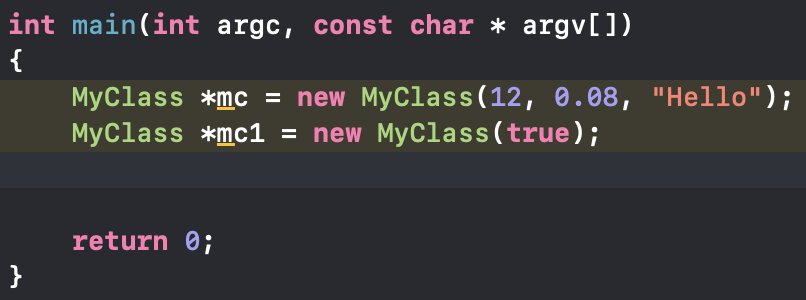 int main(int argc, const char * argv[])
{
    MyClass *mc = new MyClass(12, 0.08, "Hello");
    MyClass *mc1 = new MyClass(true);
    return 0;
}